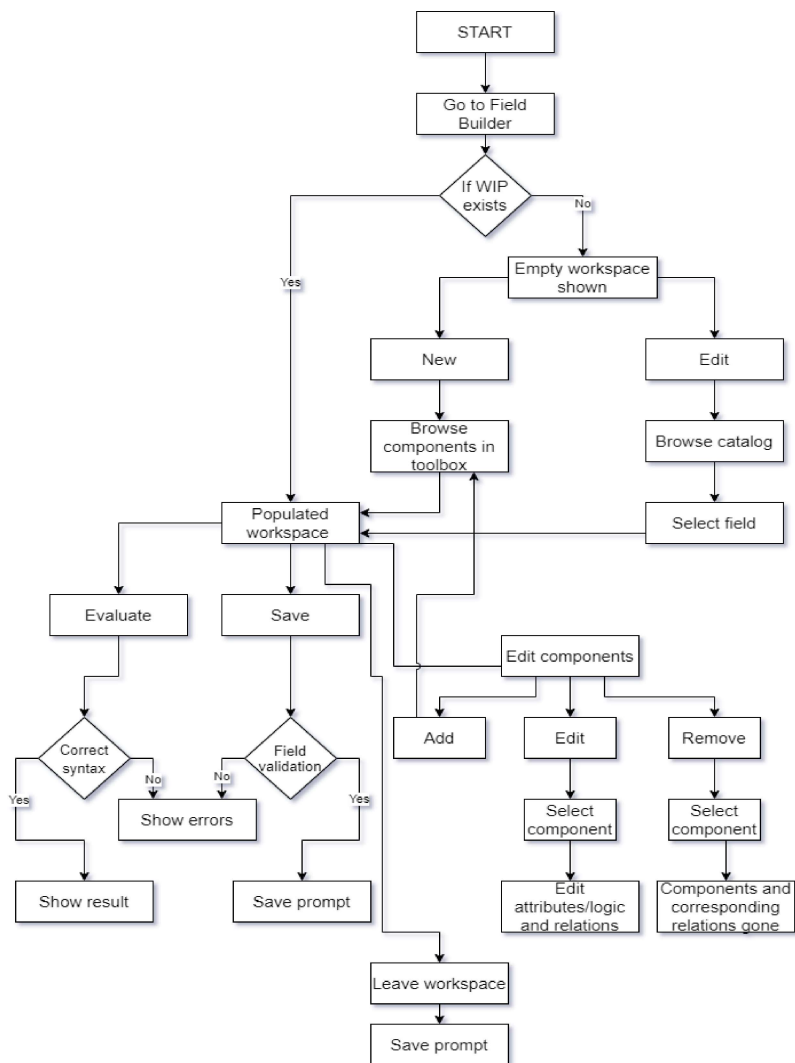 START
Go to Field
Builder
If WIP
exists
No
Yes
Empty workspace
shown
New
Edit
Browse
components in
toolbox
Browse catalog
Populated
workspace
Select field
Evaluate
Save
Edit components
Add
Edit
Remove
Correct
syntax
Field
validation
No
No
Yes
Yes
Show errors
Select
component
Select
component
Show result
Save prompt
Edit
attributes/logic
and relations
Components and
corresponding
relations gone
Leave workspace
Save prompt